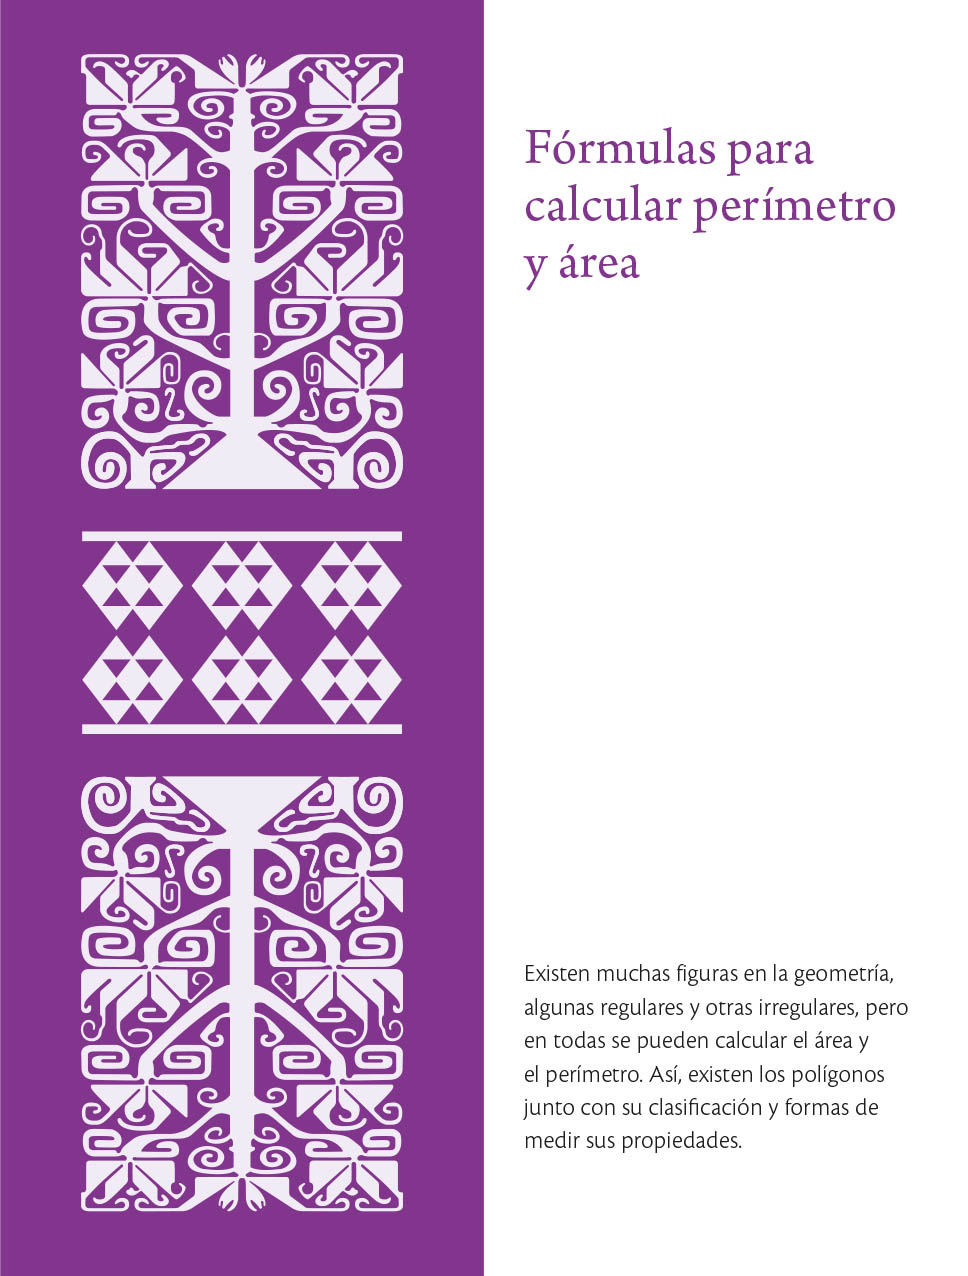 Fórmulas para
calcular perímetro
y área
Existen muchas figuras en la geometría,
algunas regulares y otras irregulares, pero
en todas se pueden calcular el área y
el perímetro. Así, existen los polígonos
junto con su clasificación y formas de
medir sus propiedades.